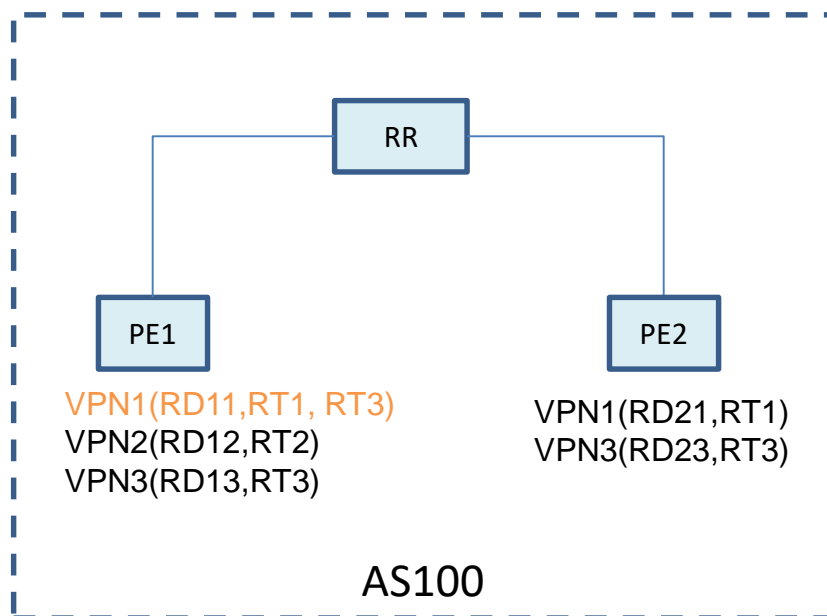 RR
PE1
PE2
VPN1(RD11,RT1, RT3)
VPN2(RD12,RT2)
VPN3(RD13,RT3)
VPN1(RD21,RT1)
VPN3(RD23,RT3)
AS100